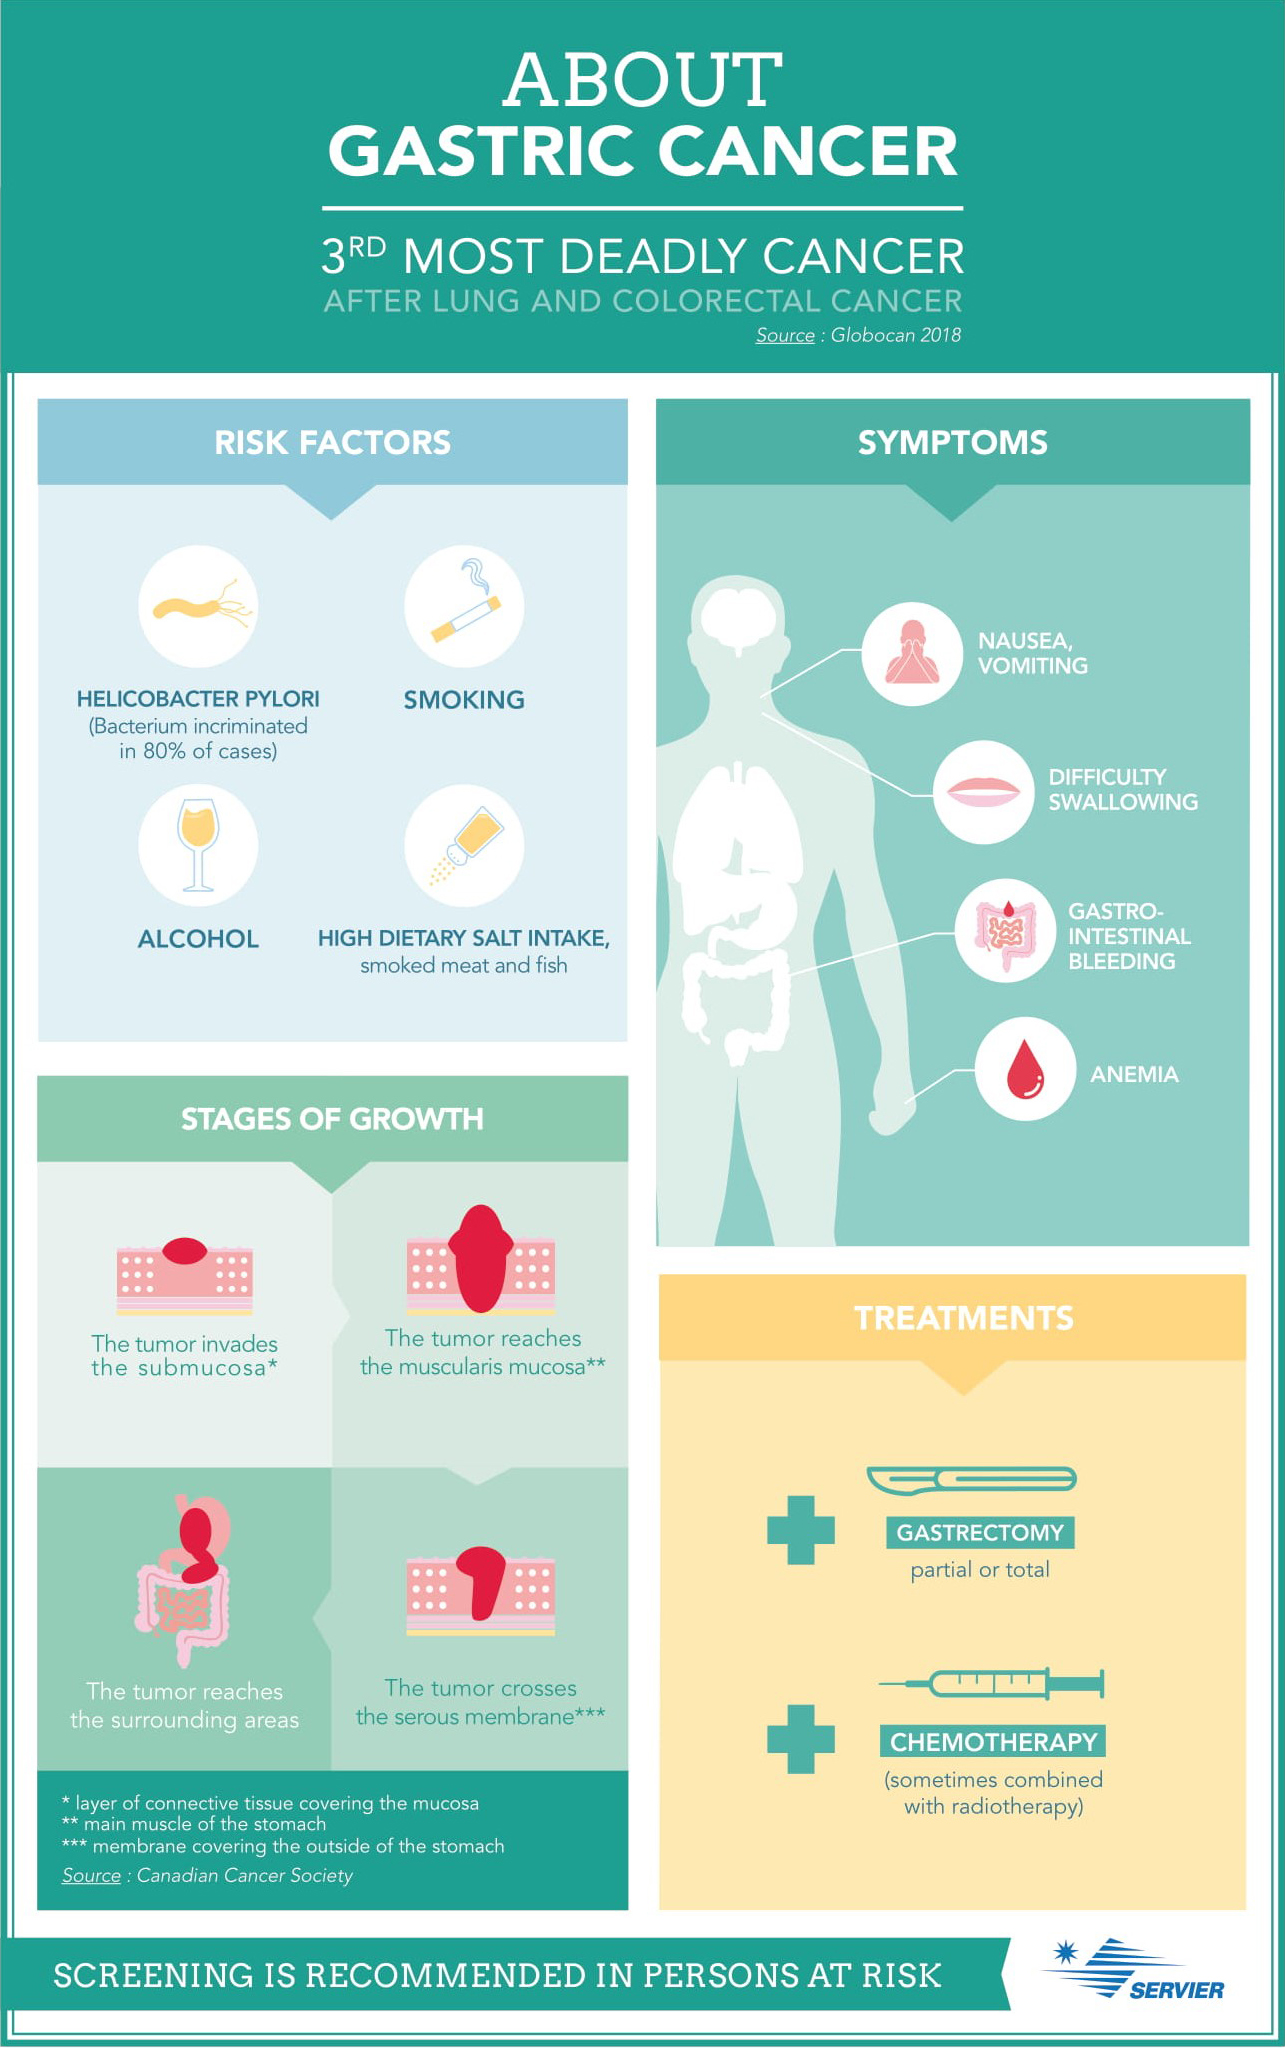 ABOUT
GASTRIC CANCER
3RD MOST DEADLY CANCER
AFTER LUNG AND COLORECTAL CANCER
Source : Globocan 2018
RISK FACTORS
HELICOBACTER PYLORI
(Bacterium incriminated
in 80% of cases)
SMOKING
ALCOHOL
HIGH DIETARY SALT INTAKE,
smoked meat and fish
SYMPTOMS
NAUSEA,
VOMITING
DIFFICULTY
SWALLOWING
GASTRO-
INTESTINAL
BLEEDING
ANEMIA
STAGES OF GROWTH
The tumor invades
the submucosa*
The tumor reaches
the muscularis mucosa**
The tumor reaches
the surrounding areas
The tumor crosses
the serous membrane***
* layer of connective tissue covering the mucosa
** main muscle of the stomach
*** membrane covering the outside of the stomach
Source : Canadian Cancer Society
TREATMENTS
GASTRECTOMY
partial or total
CHEMOTHERAPY
(sometimes combined
with radiotherapy)
SCREENING IS RECOMMENDED IN PERSONS AT RISK
SERVIER